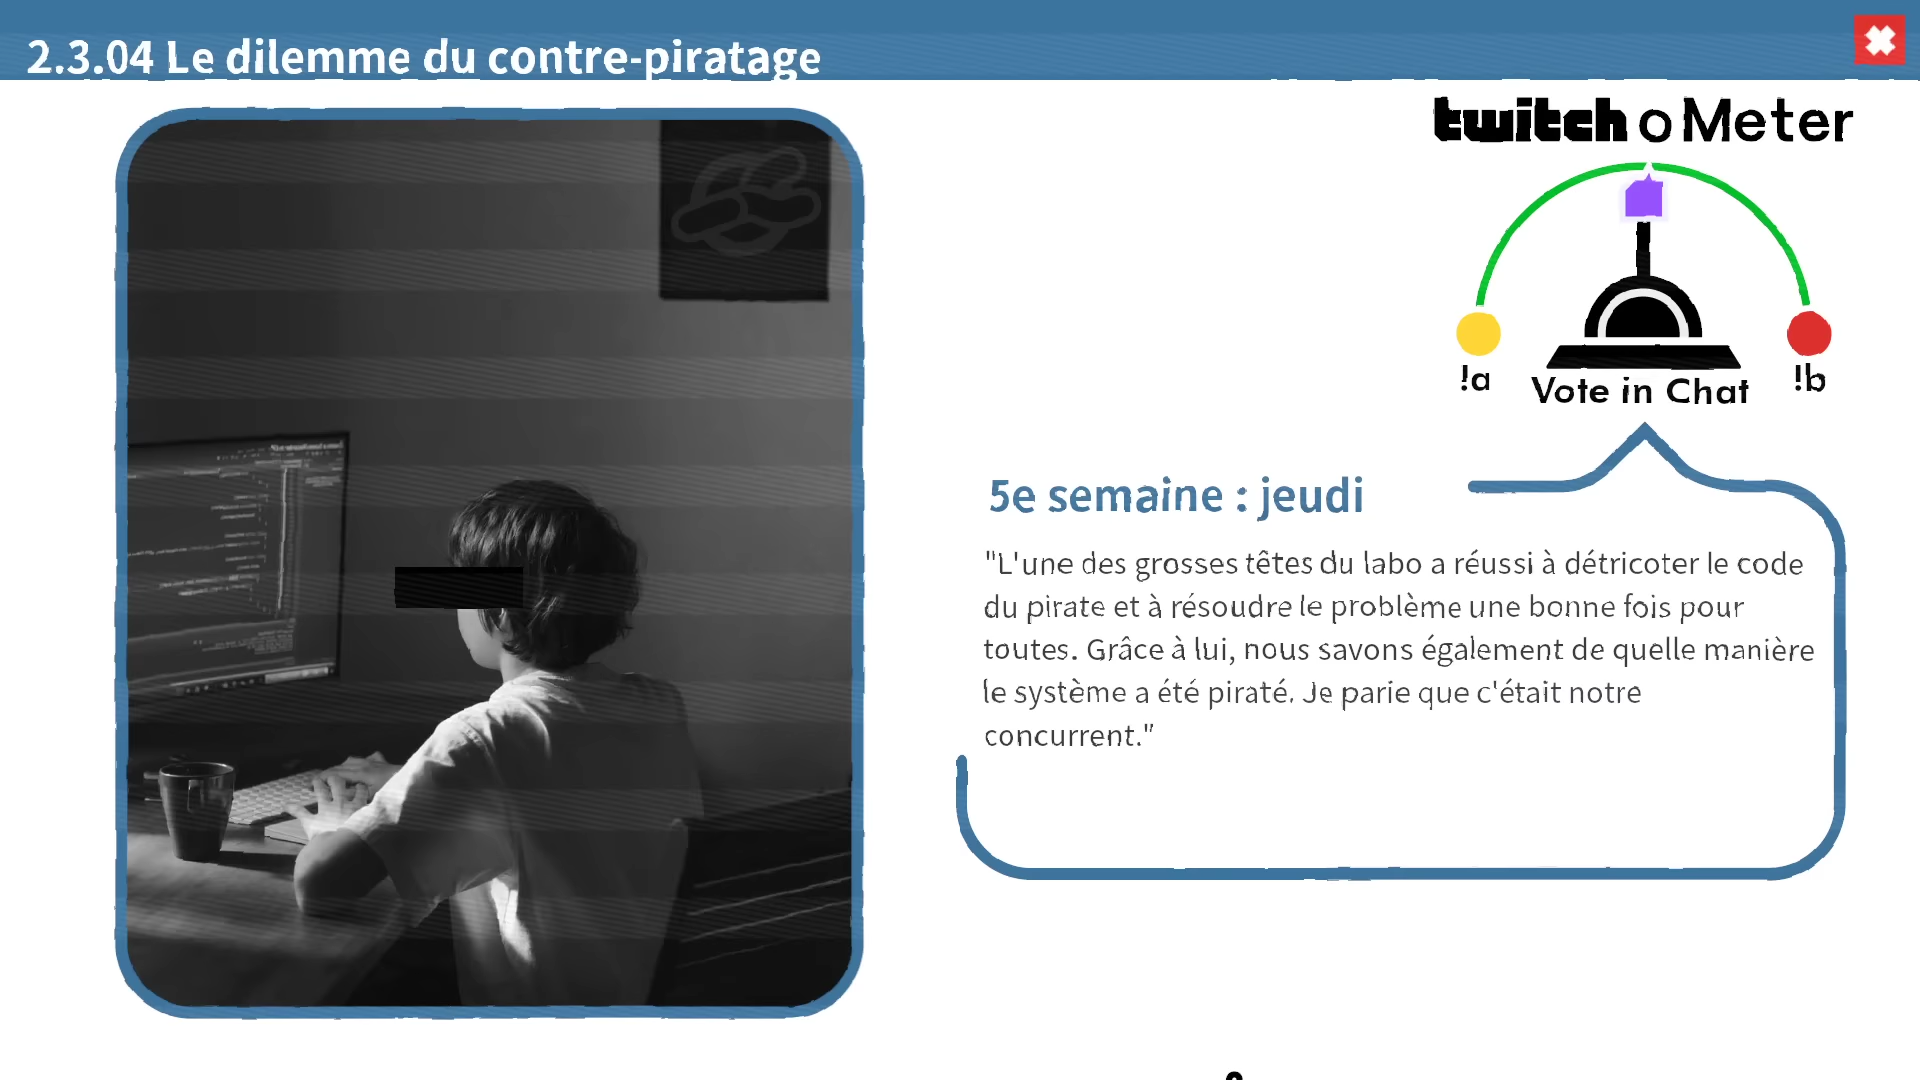 2.3.04 Le dilemme du contre-piratage
twitch o Meter
!a
Vote in Chat
!b
5e semaine : jeudi
"L'une des grosses têtes du labo a réussi à détricoter le code
du pirate et à résoudre le problème une bonne fois pour
toutes. Grâce à lui, nous savons également de quelle manière
le système a été piraté. Je parie que c'était notre
concurrent."